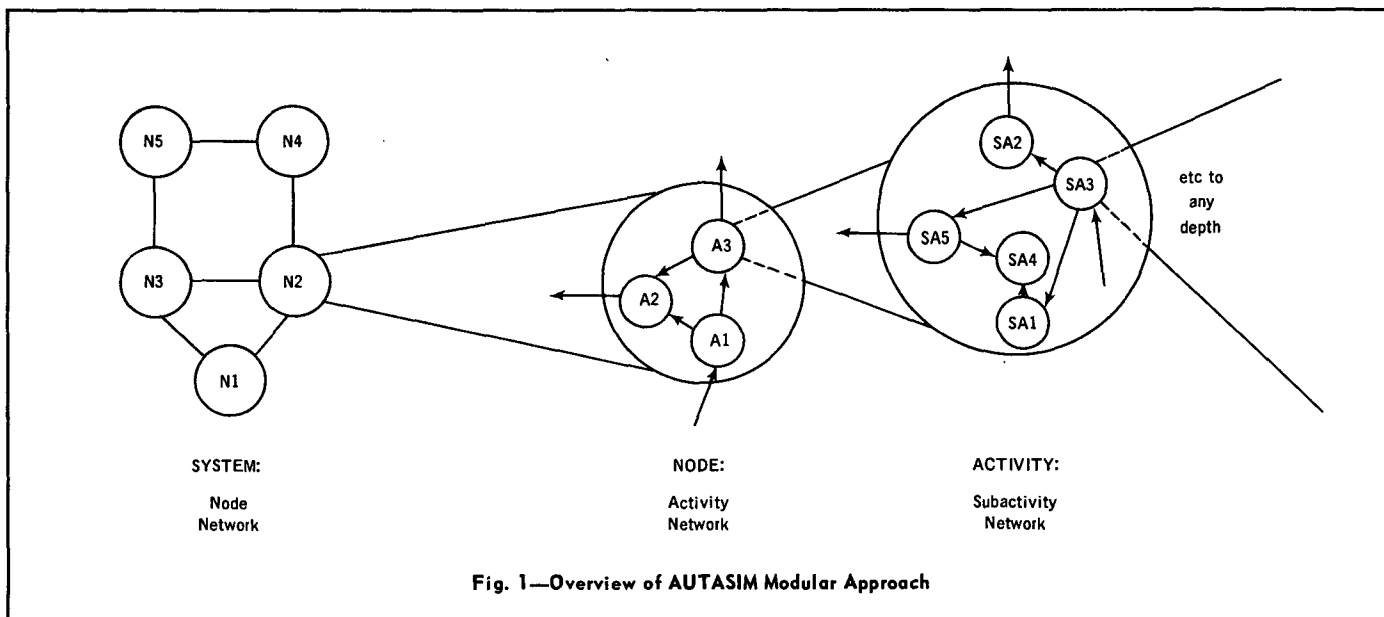 N5
N4
N3
N2
N1
A3
A2
A1
SA2
SA3
SA5
SA4
SA1
etc to
any
depth
SYSTEM:
Node
Network
NODE:
Activity
Network
ACTIVITY:
Subactivity
Network
Fig. 1—Overview of AUTASIM Modular Approach